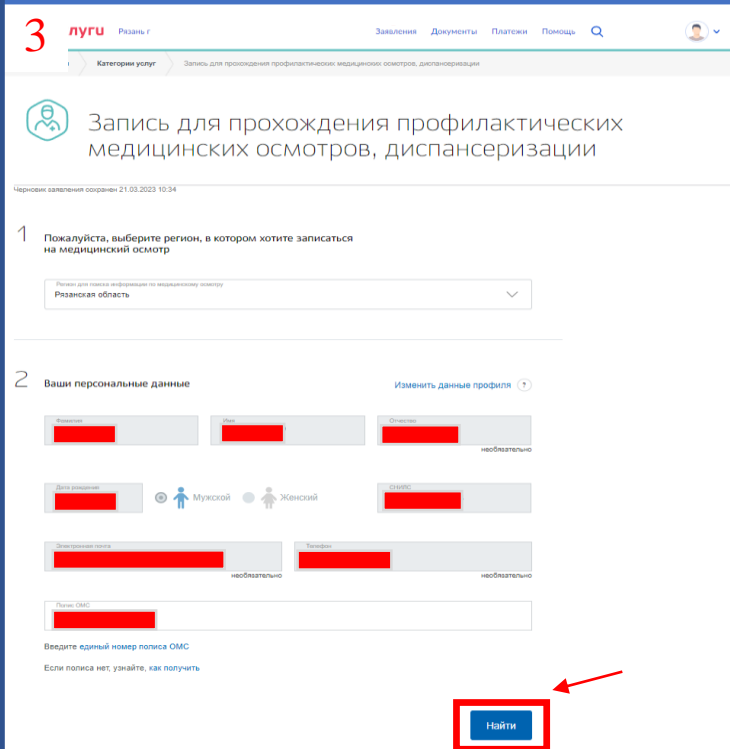 3
луги
Рязань г
Заявления Документы Платежи Помощь
Категории услуг
Запись для прохождения профилактических медицинских осмотров, диспансеризации
Запись для прохождения профилактических
медицинских осмотров, диспансеризации
Черновик заявления сохранен 21.03.2023 10:34
1
Пожалуйста, выберите регион, в котором хотите записаться
на медицинский осмотр
Регион для поиска информации по медицинскому осмотру
Рязанская область
2
Ваши персональные данные
Изменить данные профиля ?
Фамилия
Имя
Отчество
необязательно
Дата рождения
Мужской
Женский
СНИЛС
Электронная почта
Телефон
необязательно
необязательно
Полис ОМС
Введите единый номер полиса ОМС
Если полиса нет, узнайте, как получить
Найти